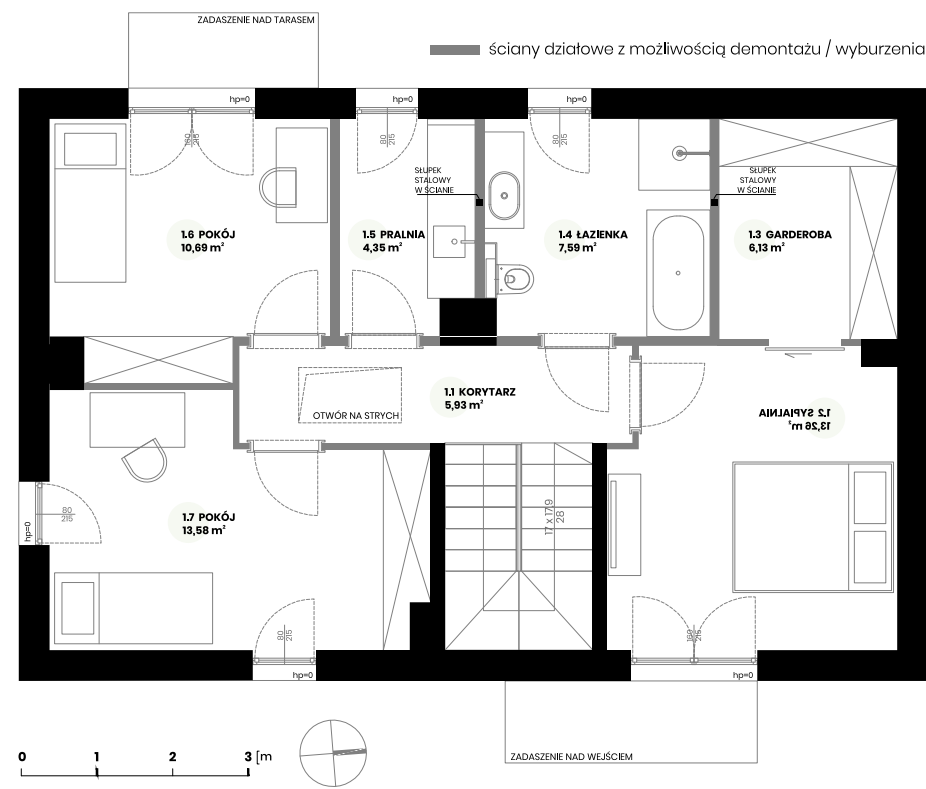 ZADASZENIE NAD TARASEM
ściany działowe z możliwością demontażu / wyburzenia
hp=0
hp=0
hp=0
160
215
80
215
80
215
SŁUPEK
STALOWY
W ŚCIANIE
SŁUPEK
STALOWY
W ŚCIANIE
1.6 POKÓJ
10,69 m²
1.5 PRALNIA
4,35 m²
1.4 ŁAZIENKA
7,59 m²
1.3 GARDEROBA
6,13 m²
1.1 KORYTARZ
5,93 m²
OTWÓR NA STRYCH
1.2 SYPIALNIA
13,26 m²
1.7 POKÓJ
13,58 m²
80
215
hp=0
17 x 17,9
28
80
215
160
215
hp=0
hp=0
ZADASZENIE NAD WEJŚCIEM
0 1 2 3 [m